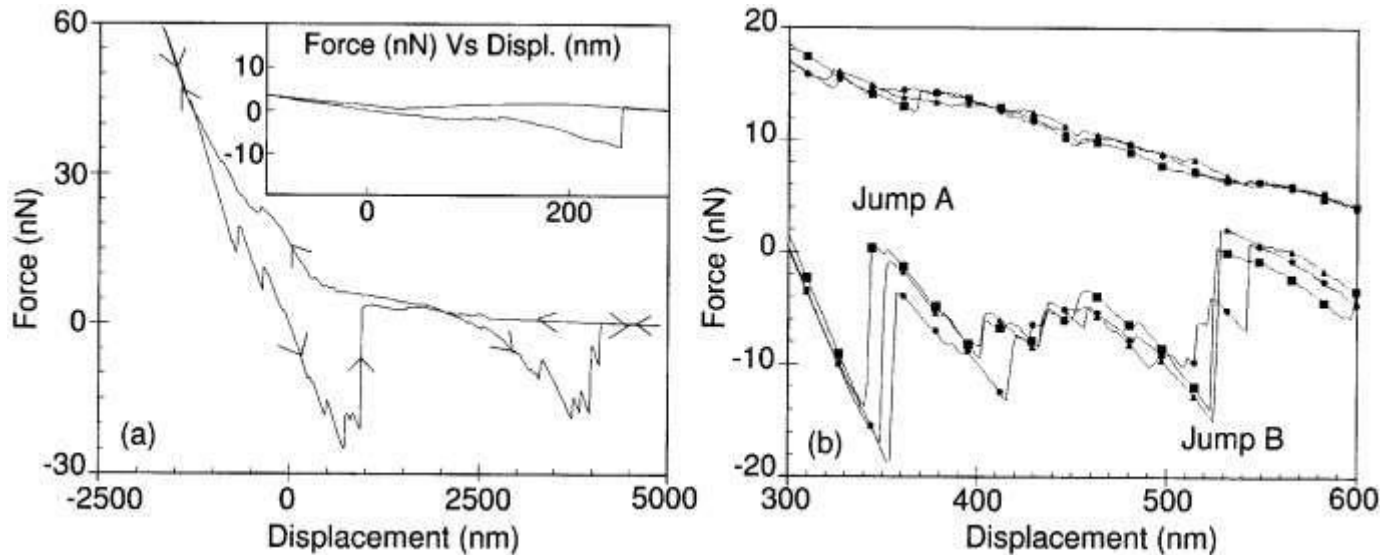 60
30
0
-30
Force (nN)
-2500 0 2500 5000
Displacement (nm)
(a)
Force (nN) Vs Displ. (nm)
10
0
-10
0 200
20
10
0
-10
-20
Force (nN)
Jump A
Jump B
(b)
300 400 500 600
Displacement (nm)